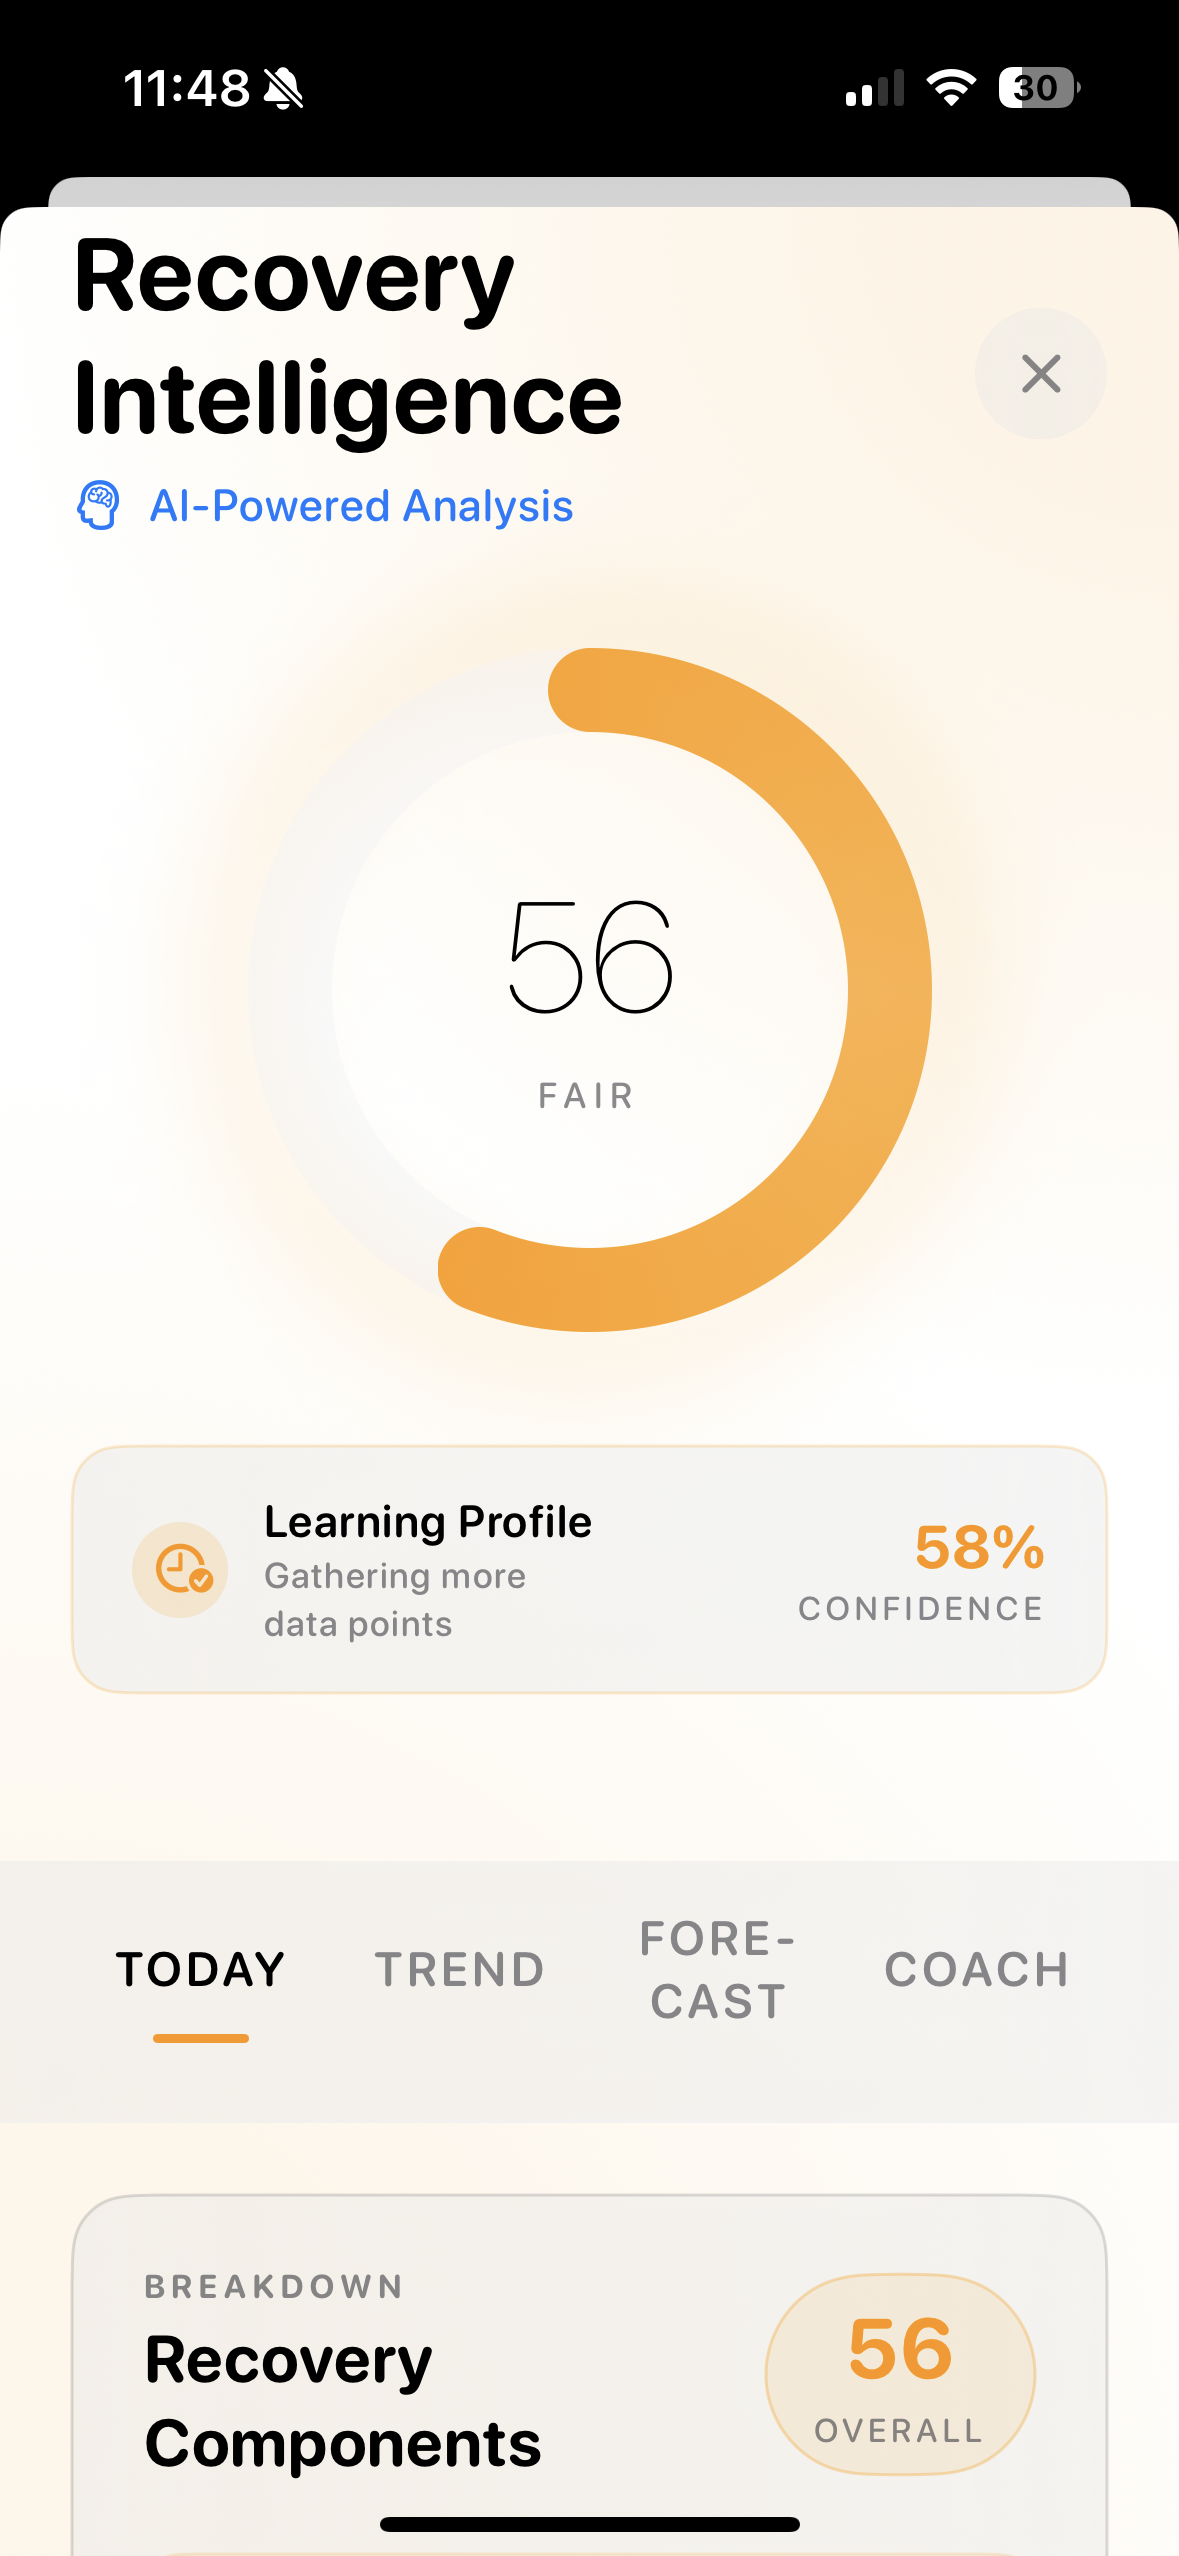 11:48
30
Recovery
Intelligence
AI-Powered Analysis
56
FAIR
Learning Profile
Gathering more
data points
58%
CONFIDENCE
TODAY
TREND
FORE-
CAST
COACH
BREAKDOWN
Recovery
Components
56
OVERALL